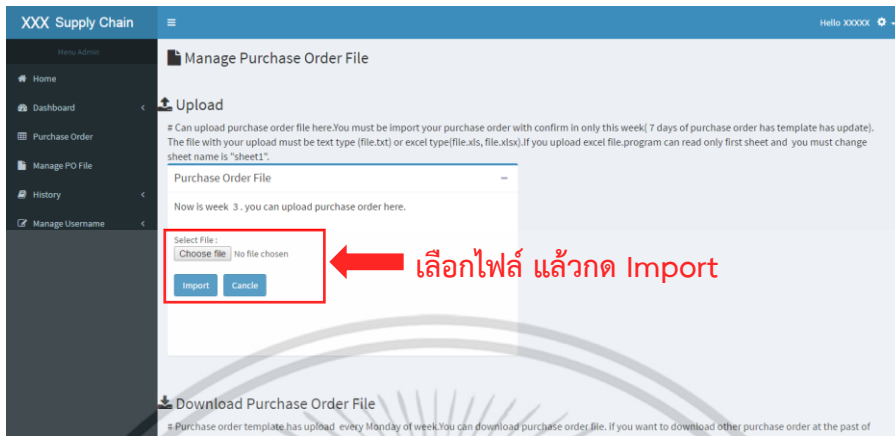 XXX Supply Chain
Hello XXXXX
Menu Admin
Manage Purchase Order File
Home
Dashboard
Upload
# Can upload purchase order file here.You must be import your purchase order with confirm in only this week( 7 days of purchase order has template has update).
Purchase Order
The file with your upload must be text type (file.txt) or excel type(file.xls, file.xlsx).If you upload excel file.program can read only first sheet and you must change
sheet name is "sheet1".
Manage PO File
Purchase Order File
History
Now is week 3 . you can upload purchase order here.
Manage Username
Select File :
Choose file No file chosen
เลือกไฟล์ แล้วกด Import
Import Cancle
Download Purchase Order File
# Purchase order template has upload every Monday of week.You can download purchase order file. if you want to download other purchase order at the past of